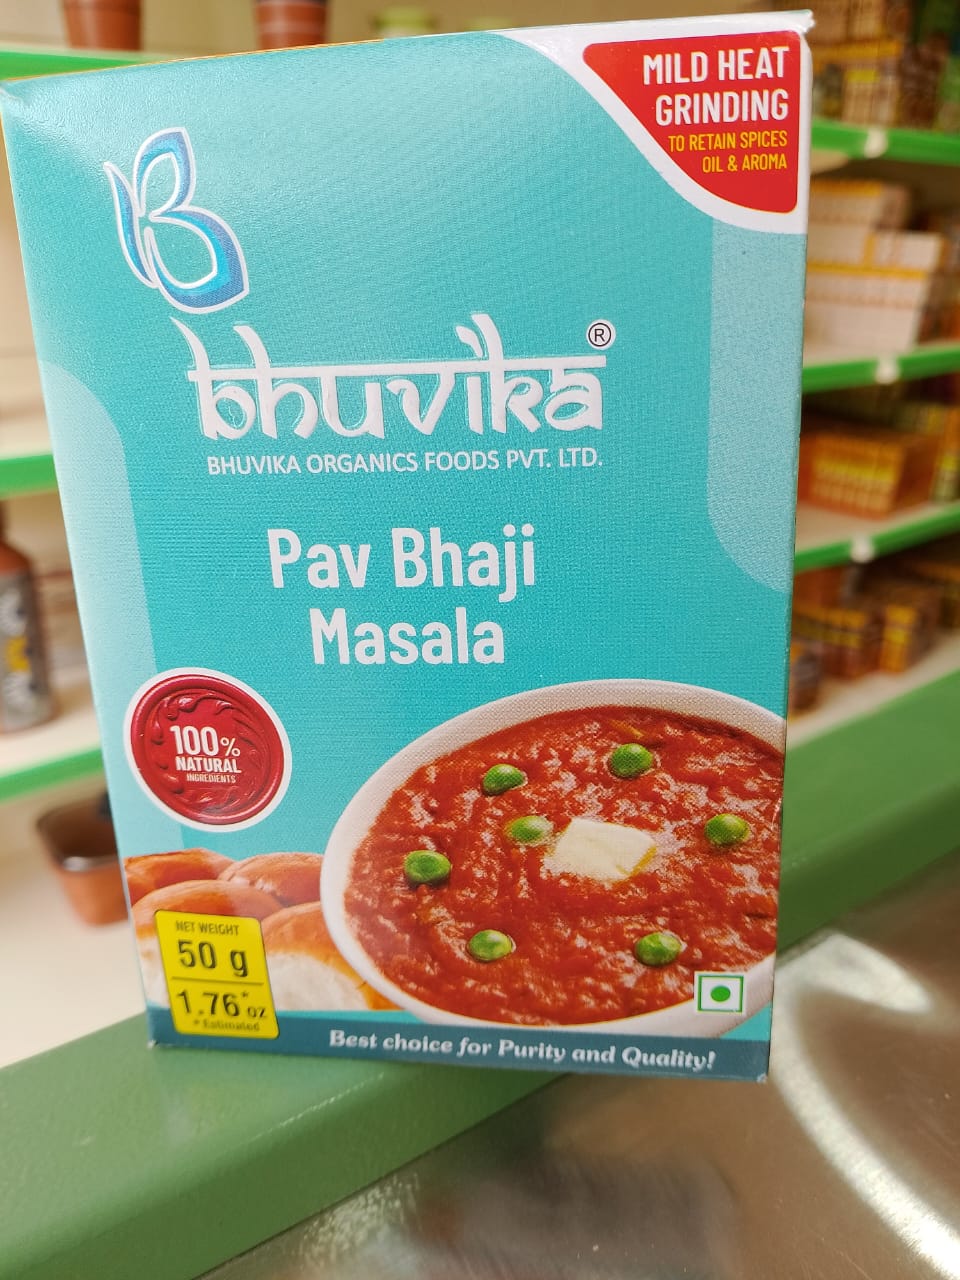 MILD HEAT
GRINDING
TO RETAIN SPICES
OIL & AROMA
bhuvika®
BHUVIKA ORGANICS FOODS PVT. LTD.
Pav Bhaji
Masala
100%
NATURAL
INGREDIENTS
NET WEIGHT
50 g
1.76* oz
* Estimated
Best choice for Purity and Quality!